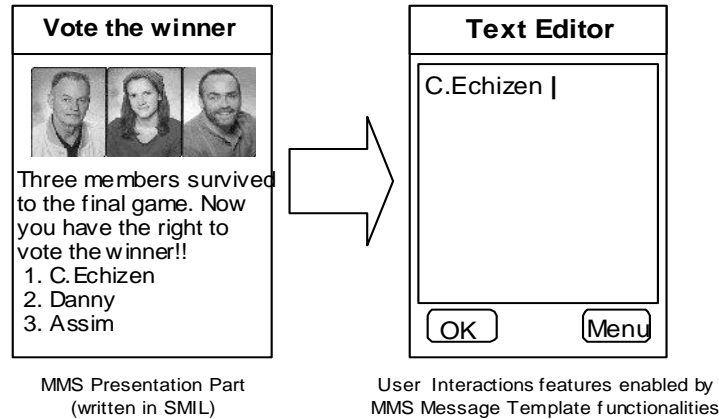 Vote the winner
Three members survived
to the final game. Now
you have the right to
vote the winner!!
1. C.Echizen
2. Danny
3. Assim
MMS Presentation Part
(written in SMIL)
Text Editor
C.Echizen |
OK
Menu
User Interactions features enabled by
MMS Message Template functionalities